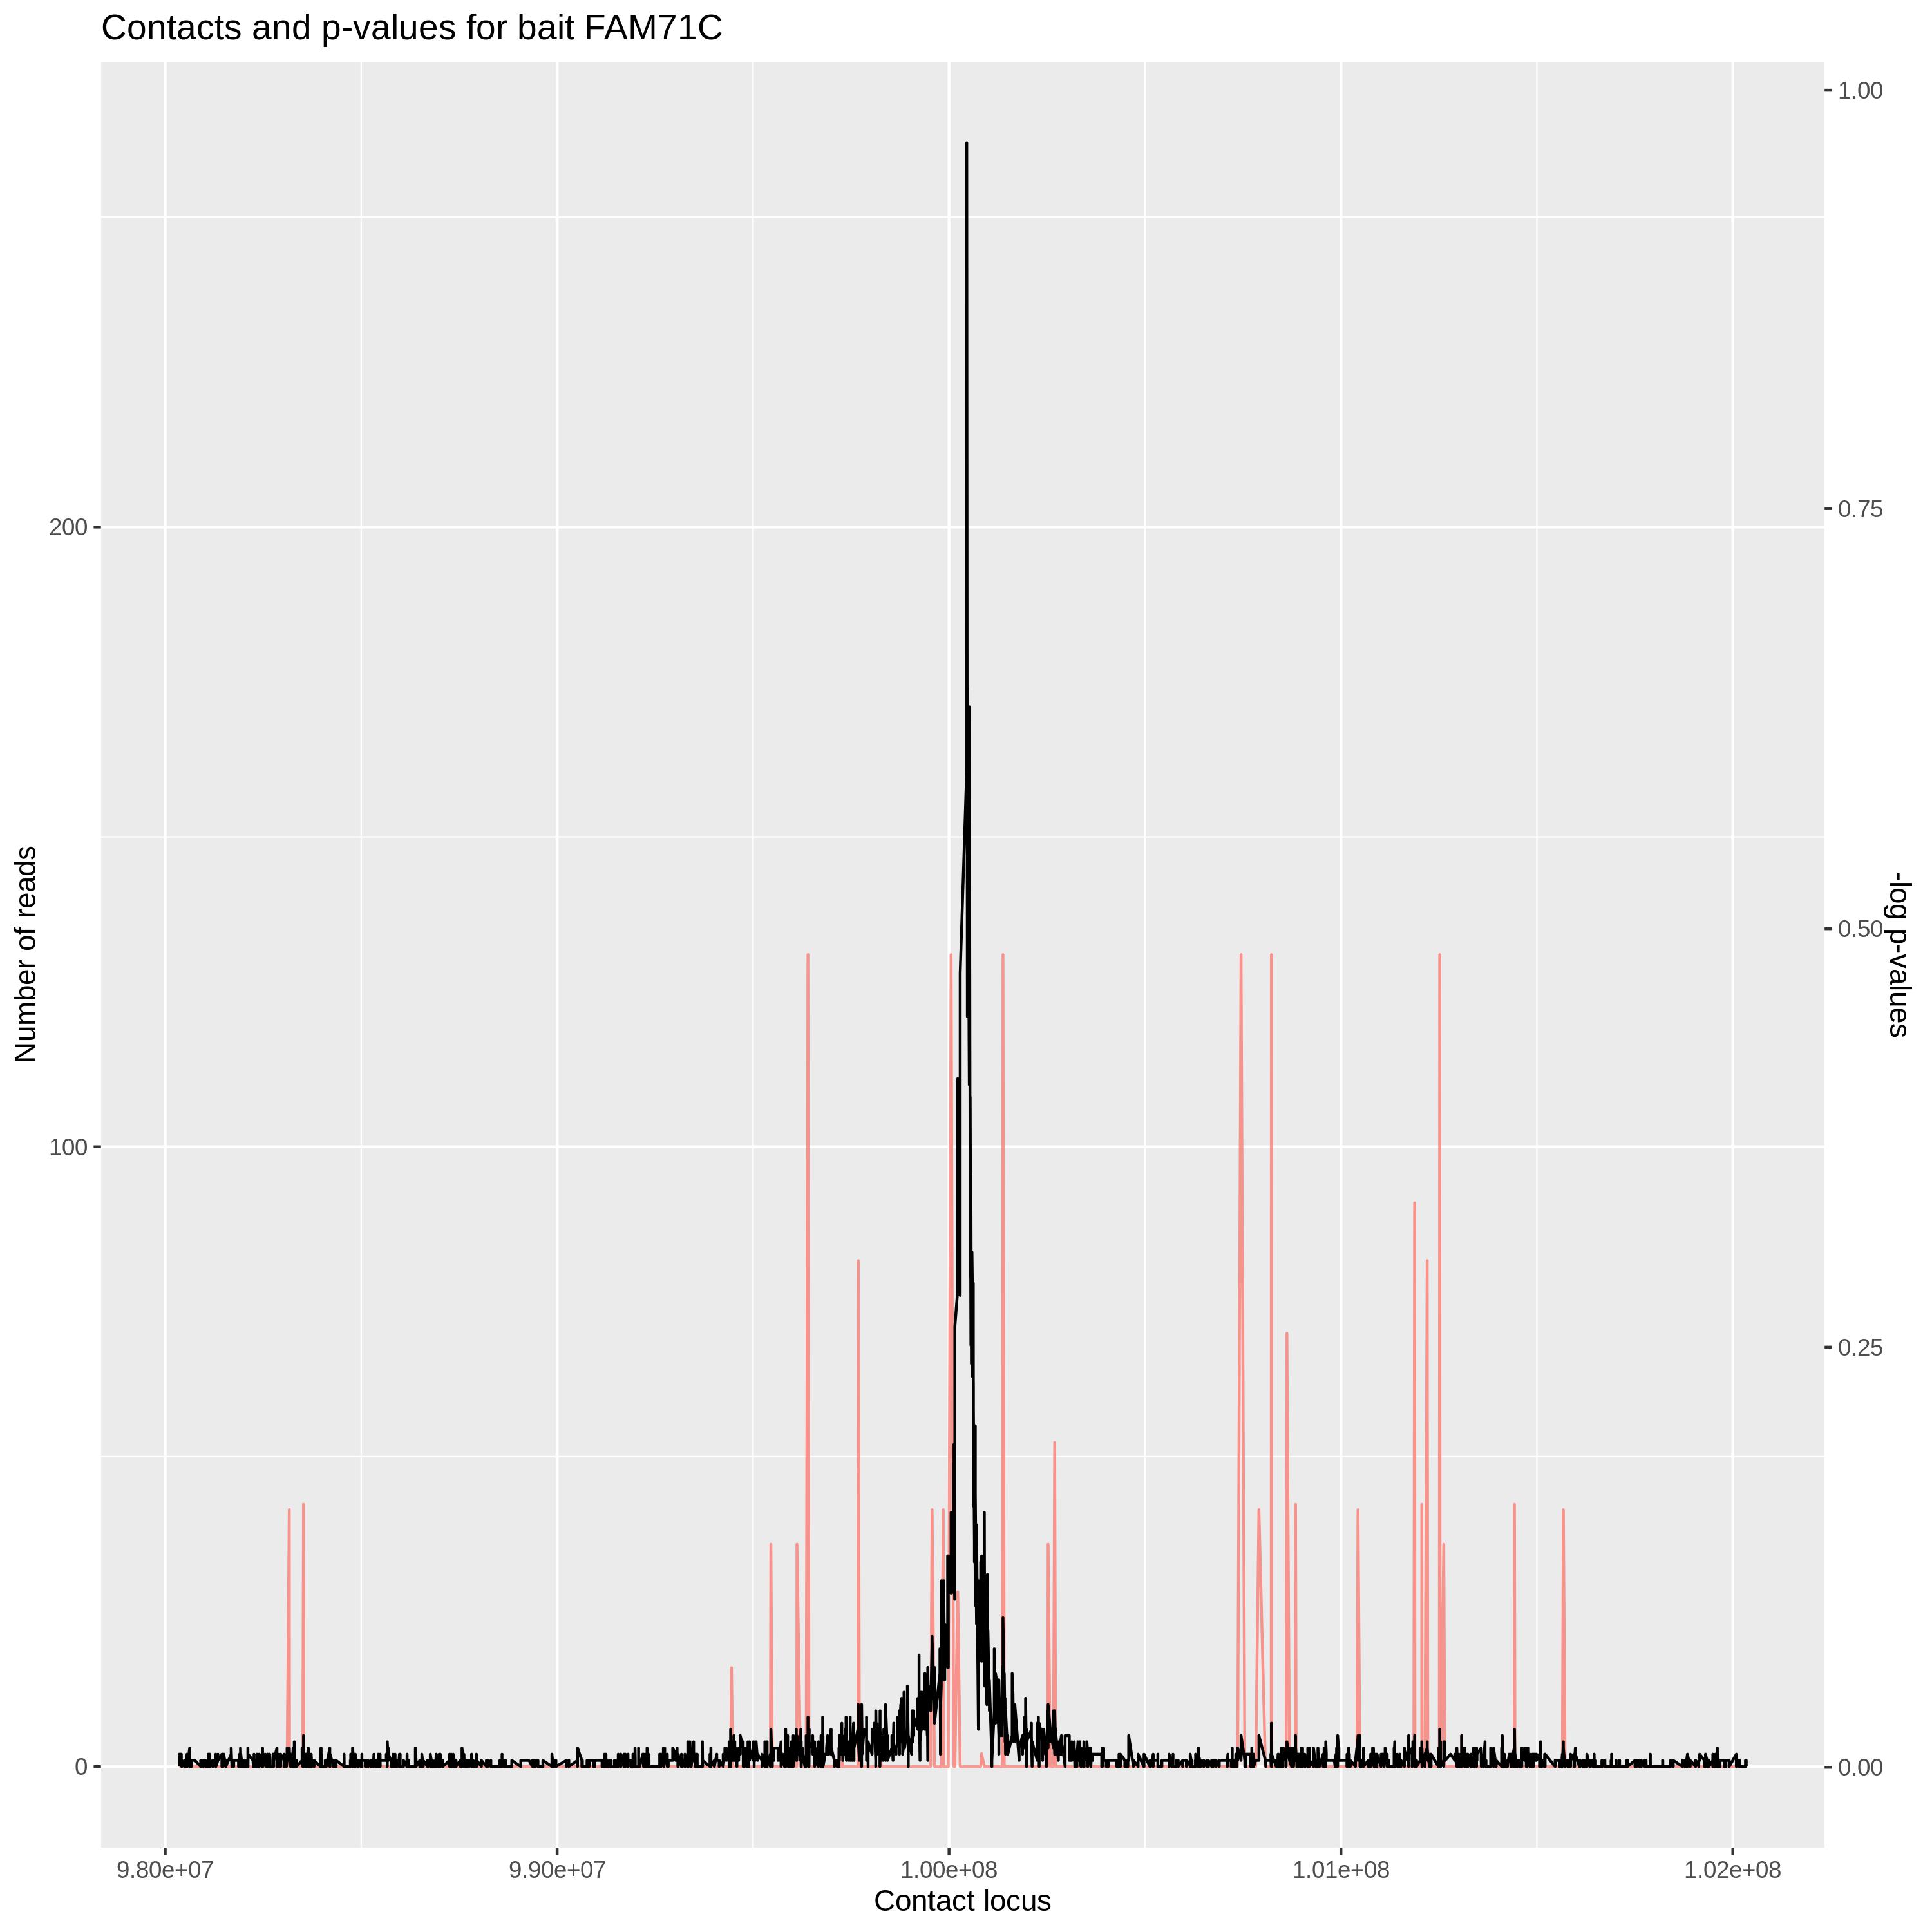 Contacts and p-values for bait FAM71C
1.00
0.75
0.50
0.25
0.00
200
100
0
Number of reads
-log p-values
9.80e+07
9.90e+07
1.00e+08
1.01e+08
1.02e+08
Contact locus